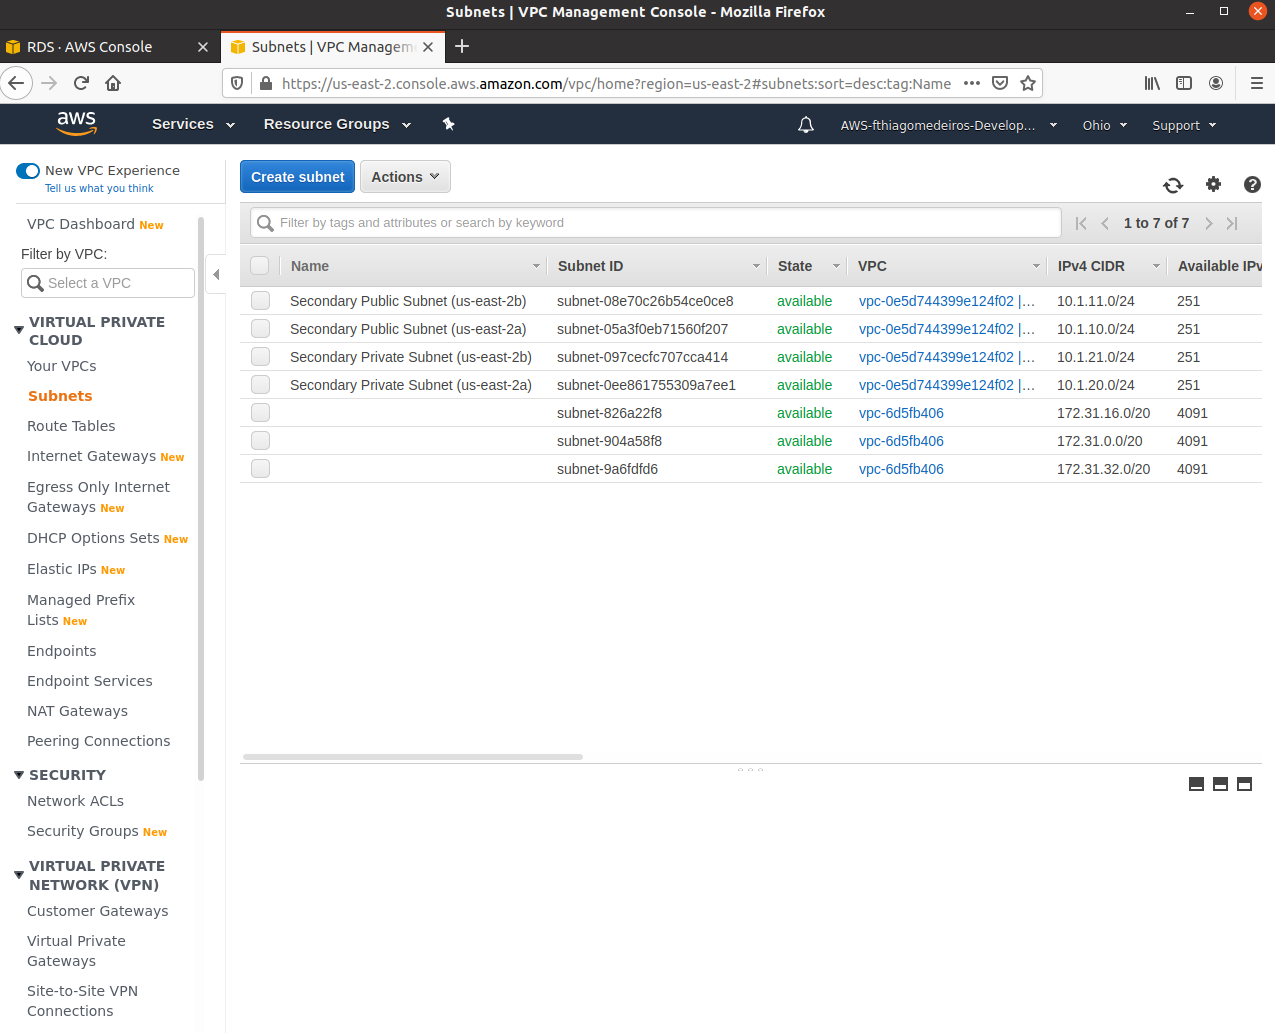 Subnets | VPC Management Console - Mozilla Firefox
RDS · AWS Console
Subnets | VPC Managem
https://us-east-2.console.aws.amazon.com/vpc/home?region=us-east-2#subnets:sort=desc:tag:Name
aws
Services
Resource Groups
AWS-fthiagomedeiros-Develop...
Ohio
Support
New VPC Experience
Tell us what you think
VPC Dashboard New
Filter by VPC:
Select a VPC
VIRTUAL PRIVATE
CLOUD
Your VPCs
Subnets
Route Tables
Internet Gateways New
Egress Only Internet
Gateways New
DHCP Options Sets New
Elastic IPs New
Managed Prefix
Lists New
Endpoints
Endpoint Services
NAT Gateways
Peering Connections
SECURITY
Network ACLs
Security Groups New
VIRTUAL PRIVATE
NETWORK (VPN)
Customer Gateways
Virtual Private
Gateways
Site-to-Site VPN
Connections
Create subnet
Actions
Filter by tags and attributes or search by keyword
1 to 7 of 7
Name Subnet ID State VPC IPv4 CIDR Available IPv
Secondary Public Subnet (us-east-2b) subnet-08e70c26b54ce0ce8 available vpc-0e5d744399e124f02 |... 10.1.11.0/24 251
Secondary Public Subnet (us-east-2a) subnet-05a3f0eb71560f207 available vpc-0e5d744399e124f02 |... 10.1.10.0/24 251
Secondary Private Subnet (us-east-2b) subnet-097cecfc707cca414 available vpc-0e5d744399e124f02 |... 10.1.21.0/24 251
Secondary Private Subnet (us-east-2a) subnet-0ee861755309a7ee1 available vpc-0e5d744399e124f02 |... 10.1.20.0/24 251
subnet-826a22f8 available vpc-6d5fb406 172.31.16.0/20 4091
subnet-904a58f8 available vpc-6d5fb406 172.31.0.0/20 4091
subnet-9a6fdfd6 available vpc-6d5fb406 172.31.32.0/20 4091